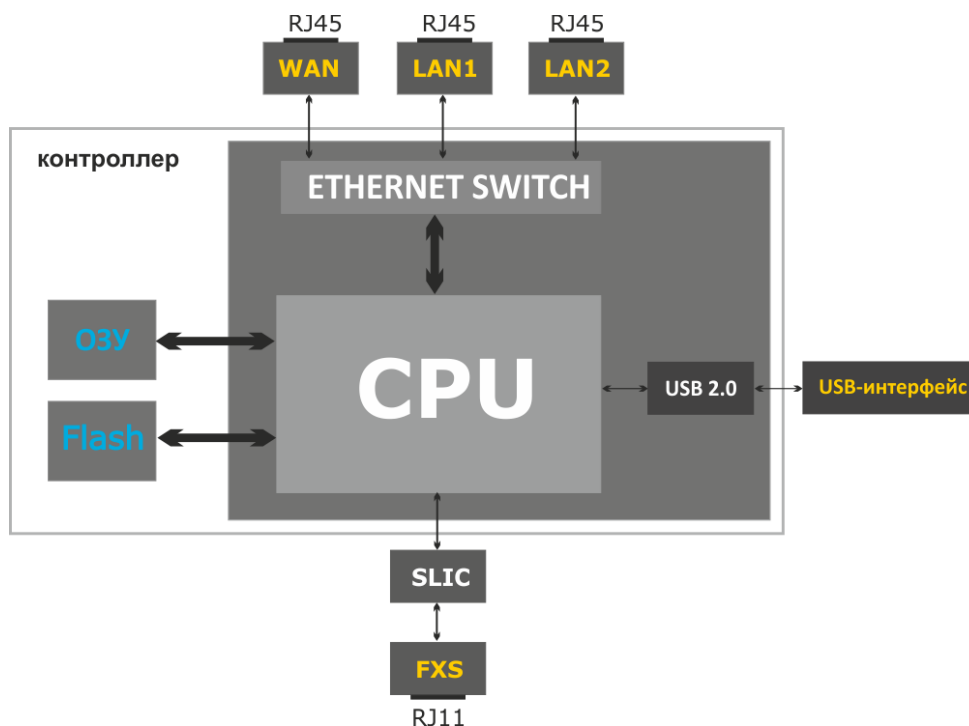 RJ45
RJ45
RJ45
WAN
LAN1
LAN2
контроллер
ETHERNET SWITCH
ОЗУ
CPU
USB 2.0
USB-интерфейс
Flash
SLIC
FXS
RJ11